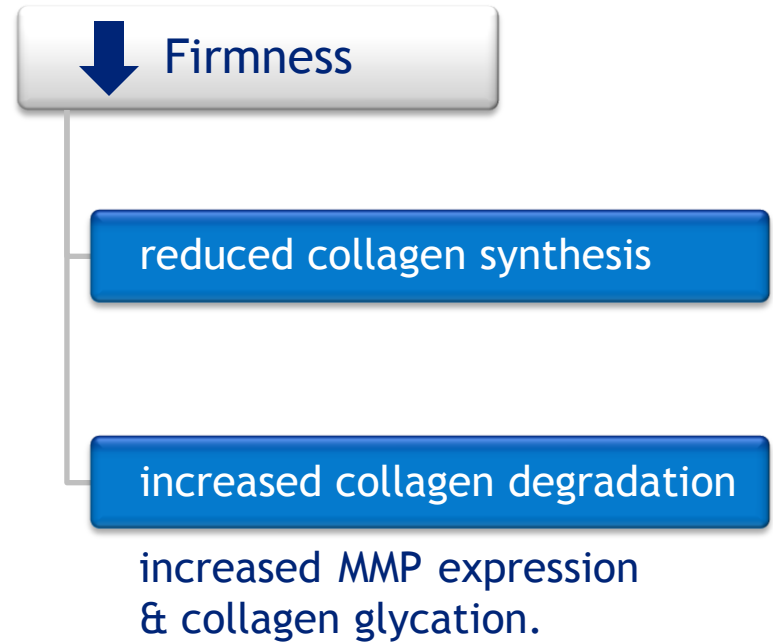 Firmness
reduced collagen synthesis
increased collagen degradation
increased MMP expression
& collagen glycation.